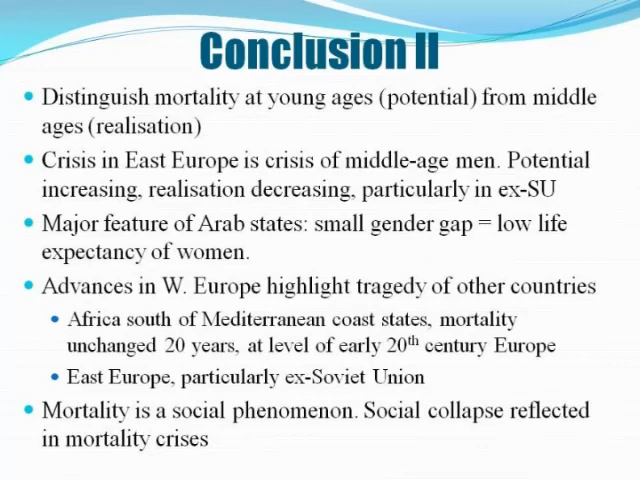 Conclusion II
• Distinguish mortality at young ages (potential) from middle
ages (realisation)
• Crisis in East Europe is crisis of middle-age men. Potential
increasing, realisation decreasing, particularly in ex-SU
• Major feature of Arab states: small gender gap = low life
expectancy of women.
• Advances in W. Europe highlight tragedy of other countries
• Africa south of Mediterranean coast states, mortality
unchanged 20 years, at level of early 20th century Europe
• East Europe, particularly ex-Soviet Union
• Mortality is a social phenomenon. Social collapse reflected
in mortality crises